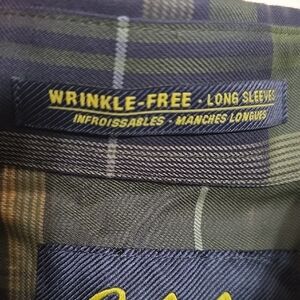 WRINKLE-FREE · LONG SLEEVES
INFROISSABLES · MANCHES LONGUES